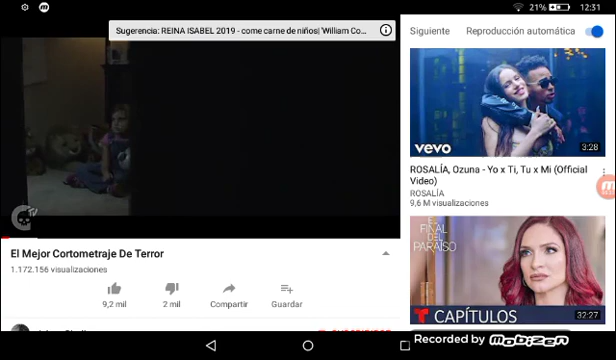 21% 12:31
Sugerencia: REINA ISABEL 2019 - come carne de niños| 'William Co...
Siguiente Reproducción automática
vevo 3:28
ROSALÍA, Ozuna - Yo x Ti, Tu x Mi (Official
Video)
ROSALÍA
9,6 M visualizaciones
El Mejor Cortometraje De Terror
1.172.156 visualizaciones
9,2 mil 2 mil Compartir Guardar
EL FINAL
DEL
PARAÍSO
CAPÍTULOS 32:27
Recorded by Mobizen